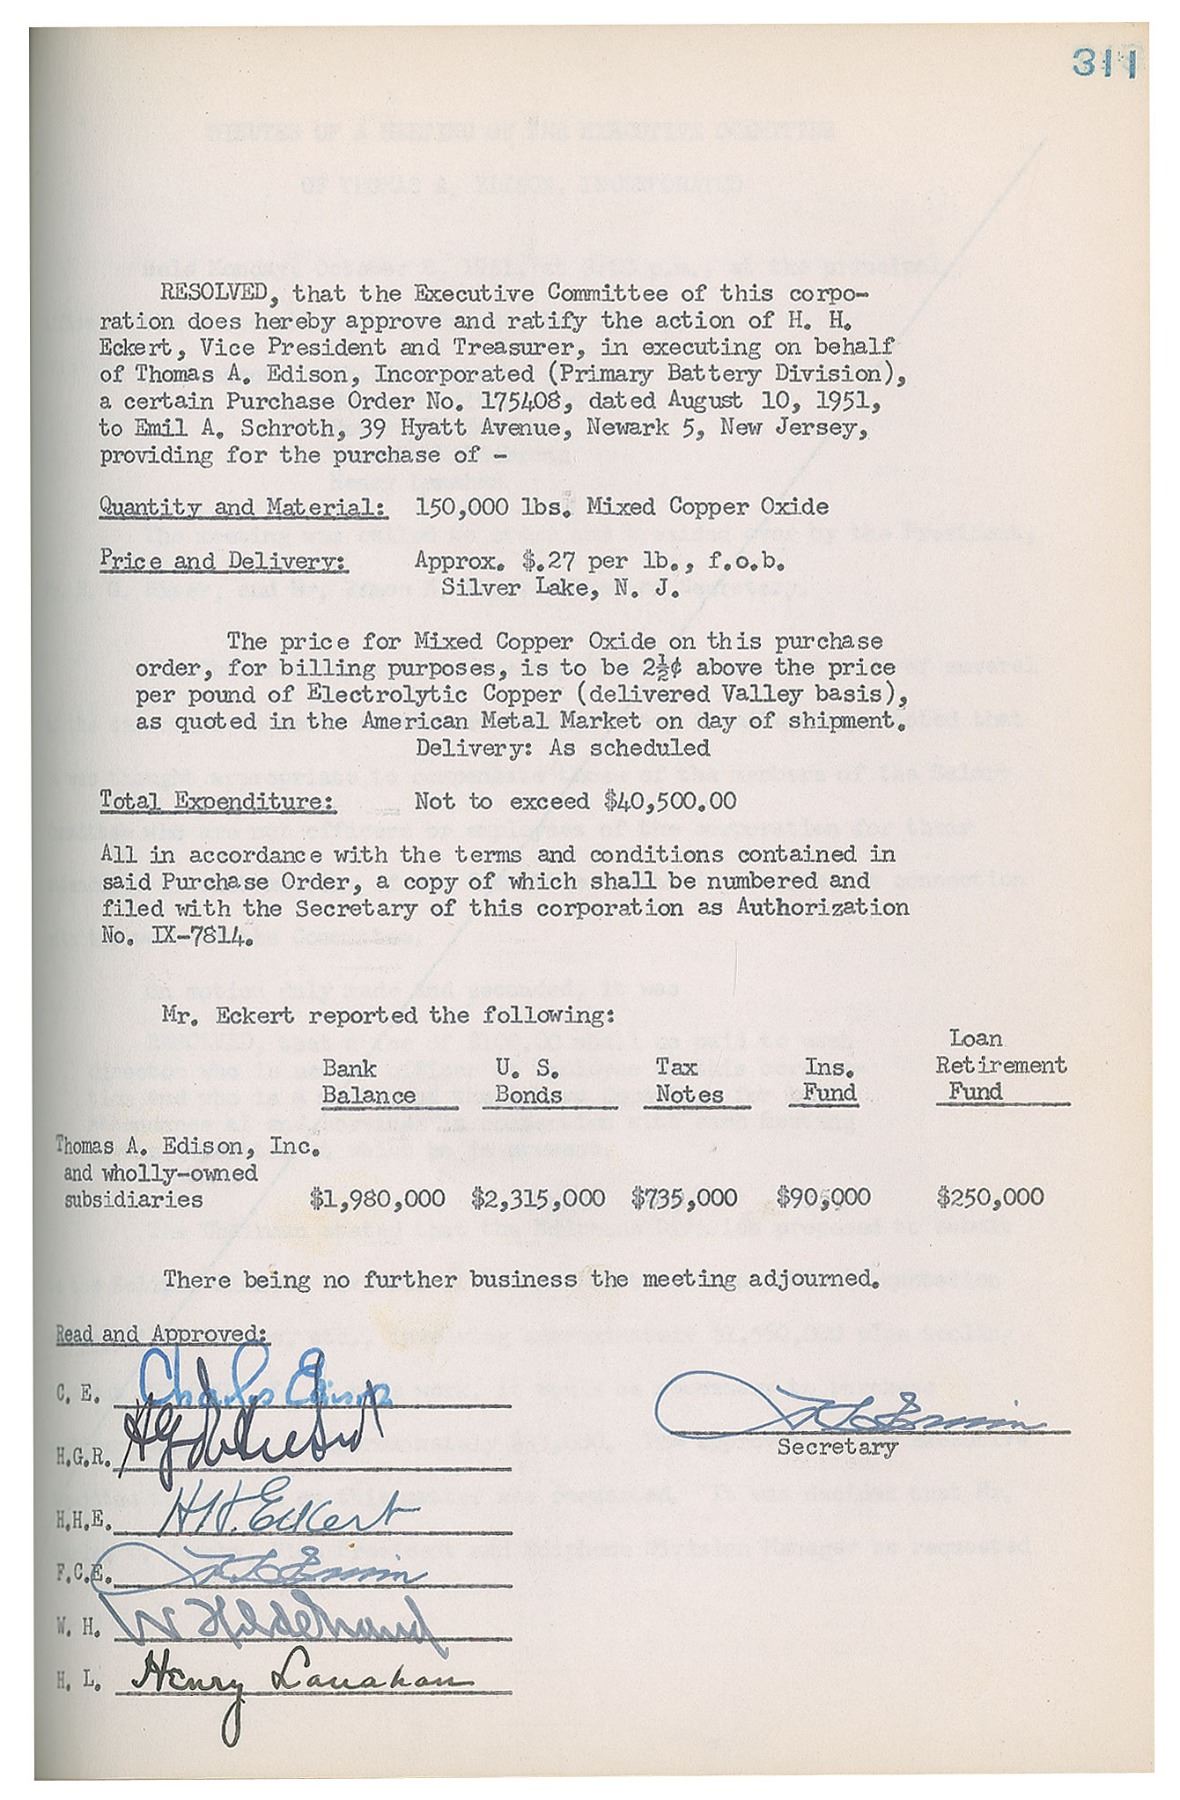 311
RESOLVED, that the Executive Committee of this corpo-
ration does hereby approve and ratify the action of H. H.
Eckert, Vice President and Treasurer, in executing on behalf
of Thomas A. Edison, Incorporated (Primary Battery Division),
a certain Purchase Order No. 175408, dated August 10, 1951,
to Emil A. Schroth, 39 Hyatt Avenue, Newark 5, New Jersey,
providing for the purchase of -
Quantity and Material: 150,000 lbs. Mixed Copper Oxide
Price and Delivery: Approx. $.27 per lb., f.o.b.
Silver Lake, N. J.
The price for Mixed Copper Oxide on this purchase
order, for billing purposes, is to be 2½¢ above the price
per pound of Electrolytic Copper (delivered Valley basis),
as quoted in the American Metal Market on day of shipment.
Delivery: As scheduled
Total Expenditure: Not to exceed $40,500.00
All in accordance with the terms and conditions contained in
said Purchase Order, a copy of which shall be numbered and
filed with the Secretary of this corporation as Authorization
No. IX-7814.
Mr. Eckert reported the following:
Loan
Bank U. S. Tax Ins. Retirement
Balance Bonds Notes Fund Fund
Thomas A. Edison, Inc.
and wholly-owned
subsidiaries $1,980,000 $2,315,000 $735,000 $90,000 $250,000
There being no further business the meeting adjourned.
Read and Approved:
C. E. Charles Edison
Secretary
H.G.R.
H.H.E. H.H. Eckert
F.C.E.
W. H. W Hildebrand
H. L. Henry Lanahan